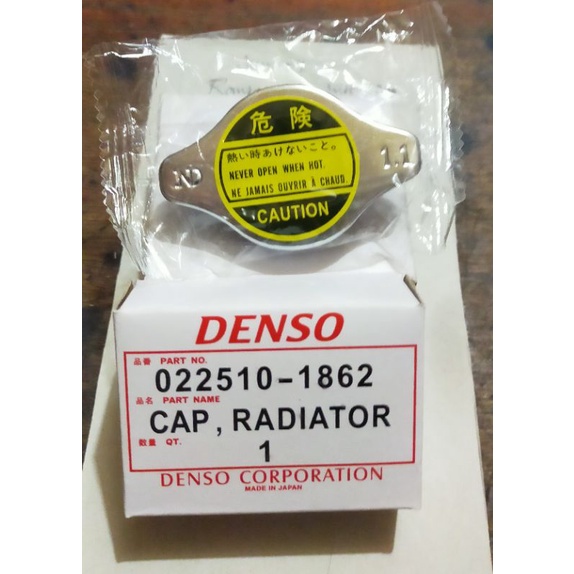 危険
熱い時あけないこと。
NEVER OPEN WHEN HOT.
NE JAMAIS OUVRIR À CHAUD.
CAUTION
ND
1.1
DENSO
品番 PART NO.
022510-1862
品名 PART NAME
CAP, RADIATOR
数量 QT.
1
DENSO CORPORATION
MADE IN JAPAN